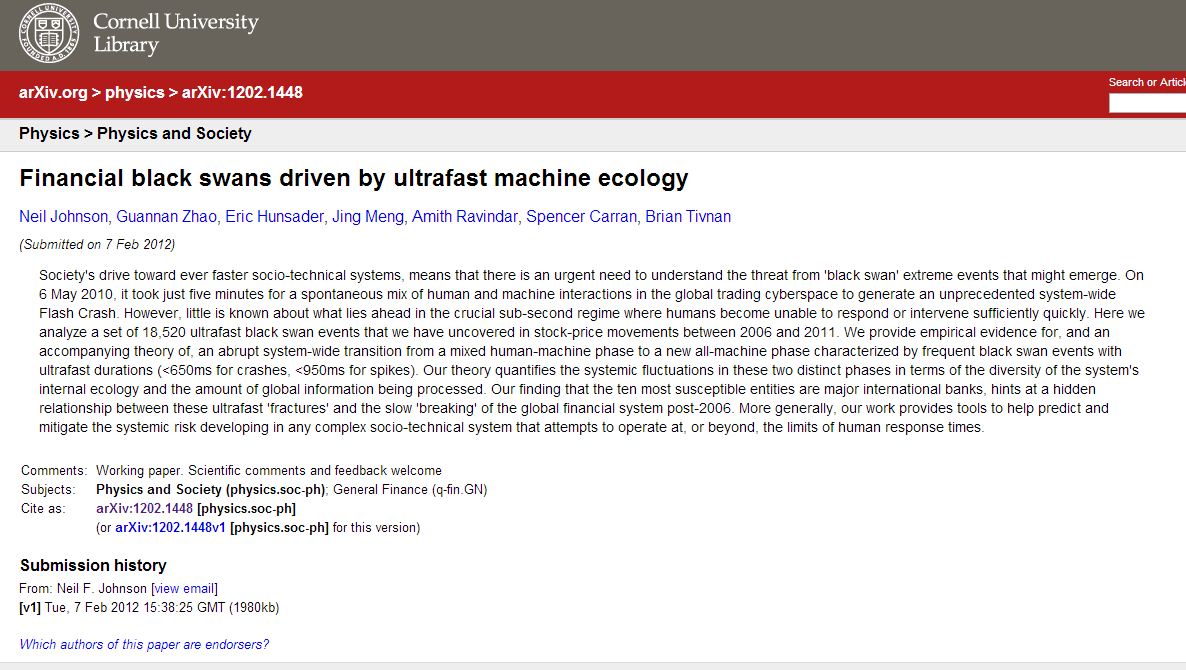 Cornell University
Library
arXiv.org > physics > arXiv:1202.1448
Search or Articl
Physics > Physics and Society
Financial black swans driven by ultrafast machine ecology
Neil Johnson, Guannan Zhao, Eric Hunsader, Jing Meng, Amith Ravindar, Spencer Carran, Brian Tivnan
(Submitted on 7 Feb 2012)
Society's drive toward ever faster socio-technical systems, means that there is an urgent need to understand the threat from 'black swan' extreme events that might emerge. On
6 May 2010, it took just five minutes for a spontaneous mix of human and machine interactions in the global trading cyberspace to generate an unprecedented system-wide
Flash Crash. However, little is known about what lies ahead in the crucial sub-second regime where humans become unable to respond or intervene sufficiently quickly. Here we
analyze a set of 18,520 ultrafast black swan events that we have uncovered in stock-price movements between 2006 and 2011. We provide empirical evidence for, and an
accompanying theory of, an abrupt system-wide transition from a mixed human-machine phase to a new all-machine phase characterized by frequent black swan events with
ultrafast durations (<650ms for crashes, <950ms for spikes). Our theory quantifies the systemic fluctuations in these two distinct phases in terms of the diversity of the system's
internal ecology and the amount of global information being processed. Our finding that the ten most susceptible entities are major international banks, hints at a hidden
relationship between these ultrafast 'fractures' and the slow 'breaking' of the global financial system post-2006. More generally, our work provides tools to help predict and
mitigate the systemic risk developing in any complex socio-technical system that attempts to operate at, or beyond, the limits of human response times.
Comments: Working paper. Scientific comments and feedback welcome
Subjects: Physics and Society (physics.soc-ph); General Finance (q-fin.GN)
Cite as: arXiv:1202.1448 [physics.soc-ph]
(or arXiv:1202.1448v1 [physics.soc-ph] for this version)
Submission history
From: Neil F. Johnson [view email]
[v1] Tue, 7 Feb 2012 15:38:25 GMT (1980kb)
Which authors of this paper are endorsers?